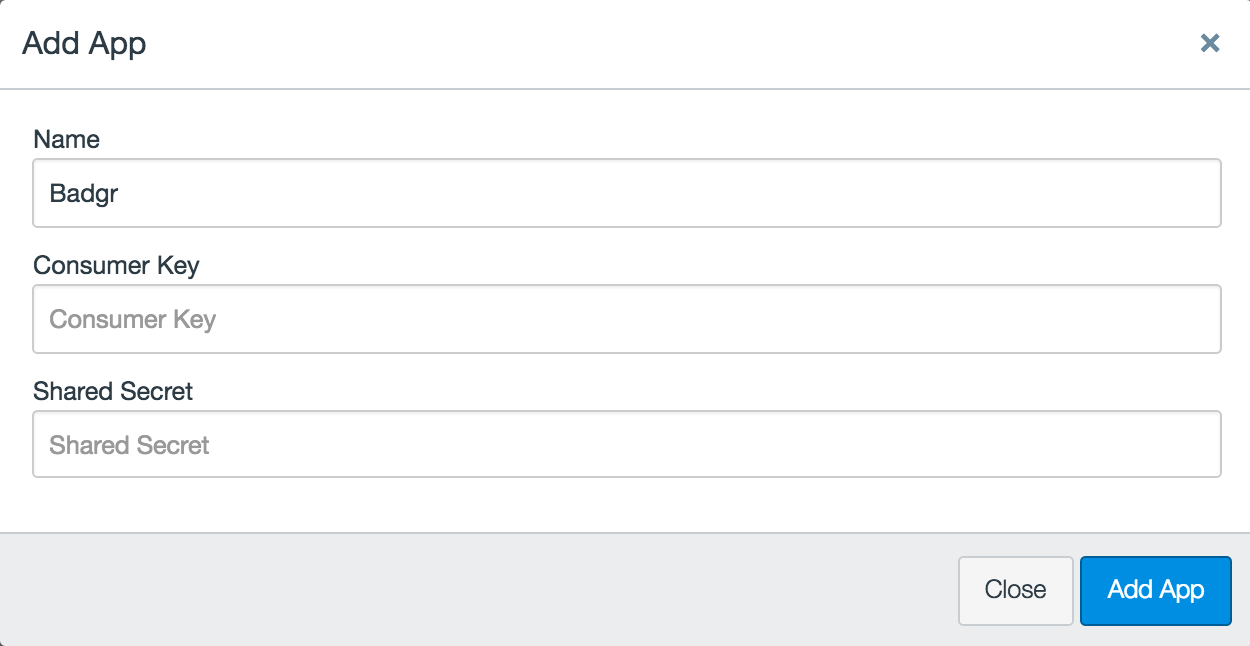 Add App
Name
Badgr
Consumer Key
Consumer Key
Shared Secret
Shared Secret
Close
Add App